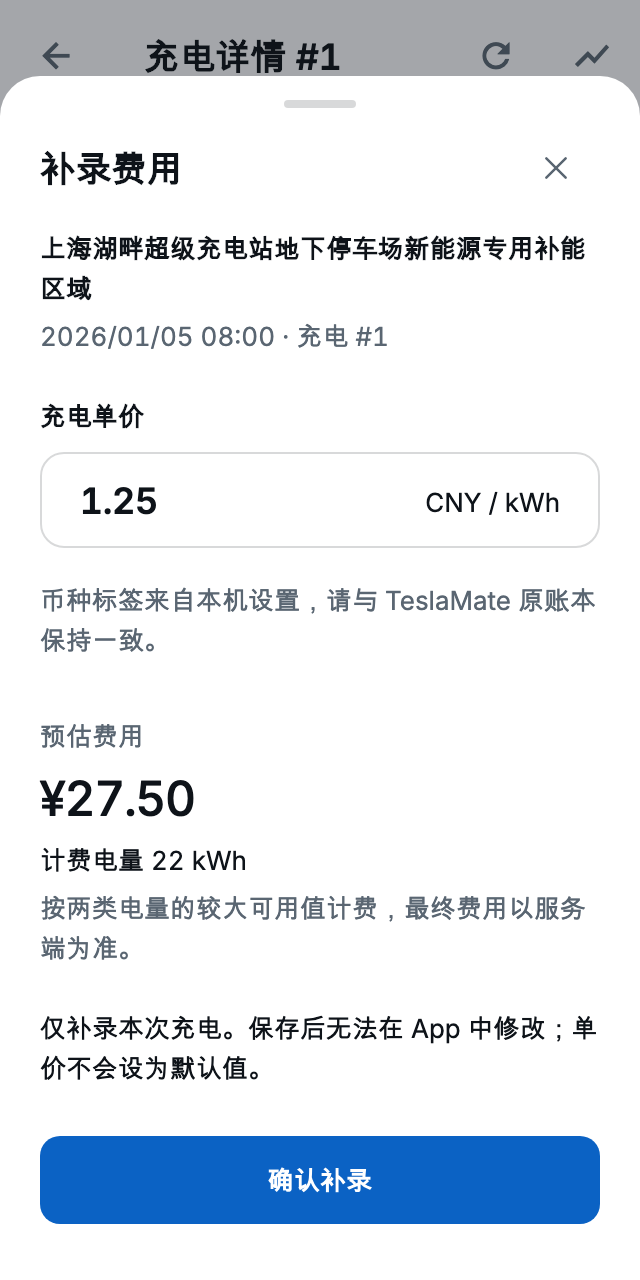 充电详情 #1
补录费用
上海湖畔超级充电站地下停车场新能源专用补能
区域
2026/01/05 08:00 · 充电 #1
充电单价
1.25 CNY / kWh
币种标签来自本机设置，请与 TeslaMate 原账本
保持一致。
预估费用
¥27.50
计费电量 22 kWh
按两类电量的较大可用值计费，最终费用以服务
端为准。
仅补录本次充电。保存后无法在 App 中修改；单
价不会设为默认值。
确认补录